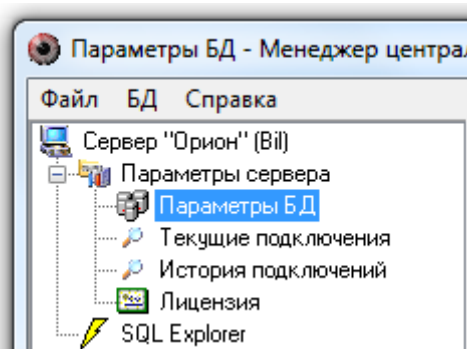 Параметры БД - Менеджер центра
Файл БД Справка
Сервер "Орион" (Bil)
Параметры сервера
Параметры БД
Текущие подключения
История подключений
Лицензия
SQL Explorer